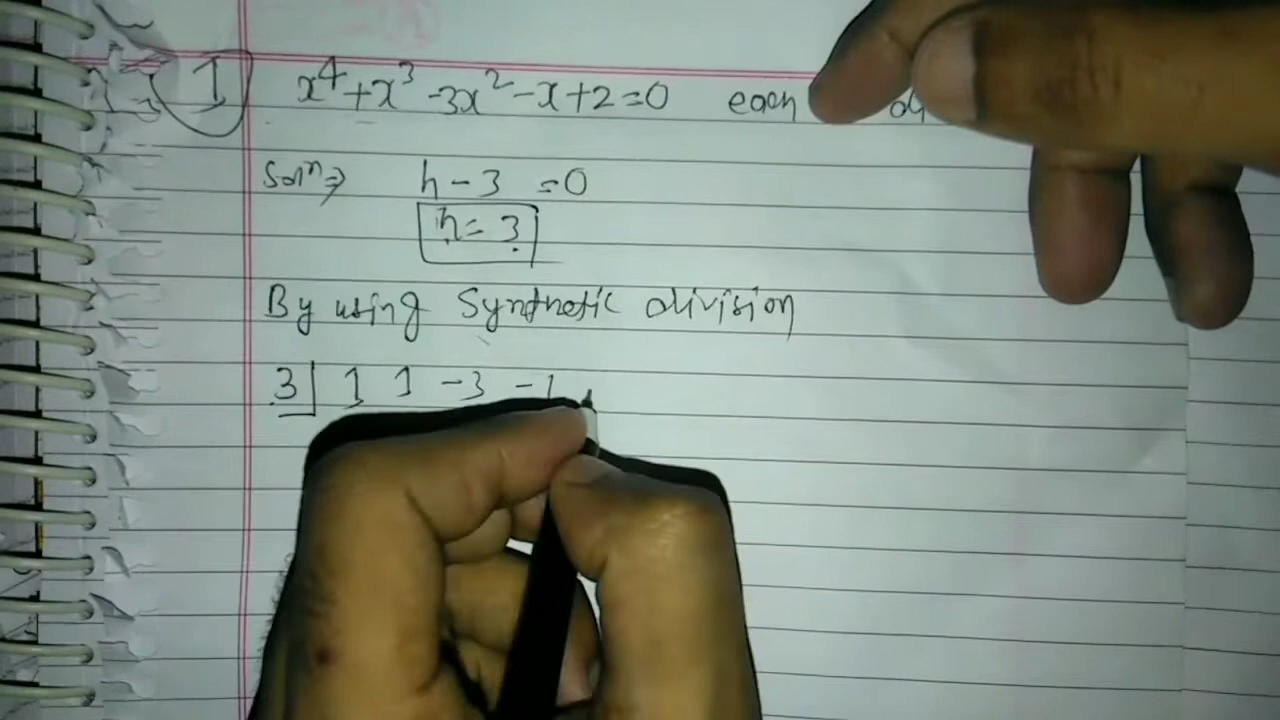 1 x⁴+x³-3x²-x+2=0 each
Solⁿ⇒ h-3 =0
h=3
By using Synthetic division
3 1 1 -3 -1